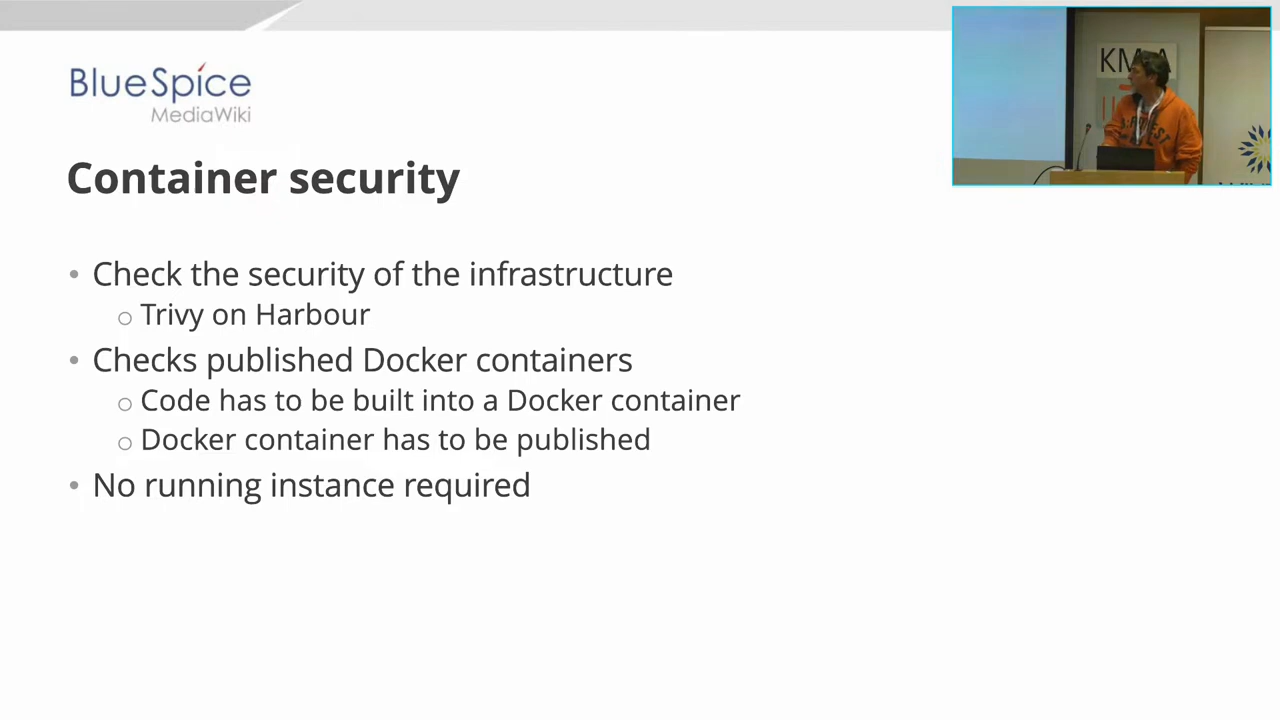 BlueSpice
MediaWiki
Container security
• Check the security of the infrastructure
o Trivy on Harbour
• Checks published Docker containers
o Code has to be built into a Docker container
o Docker container has to be published
• No running instance required